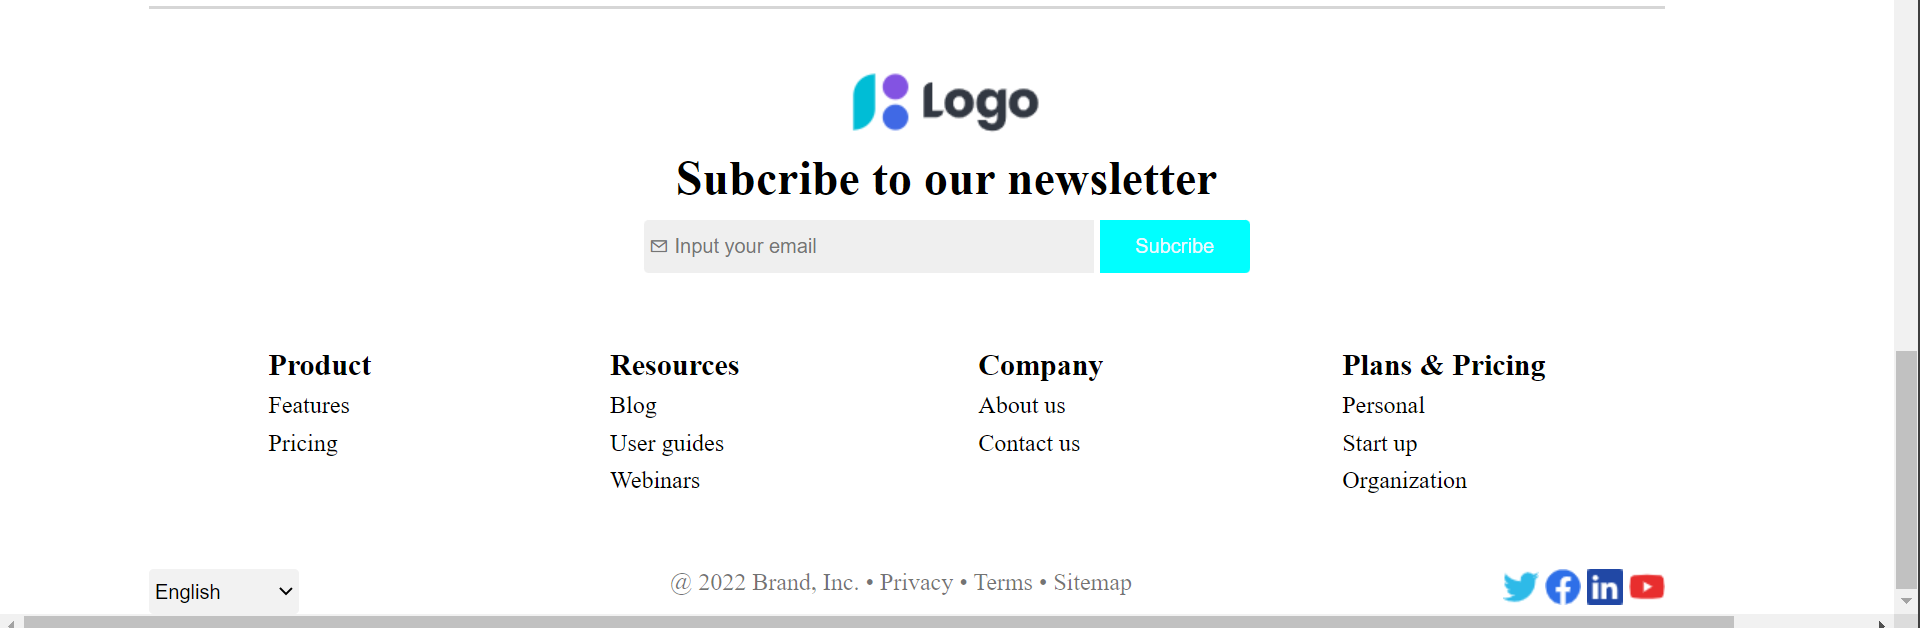 Logo
Subcribe to our newsletter
Input your email
Subcribe
Product
Features
Pricing
Resources
Blog
User guides
Webinars
Company
About us
Contact us
Plans & Pricing
Personal
Start up
Organization
English
@ 2022 Brand, Inc. • Privacy • Terms • Sitemap
in